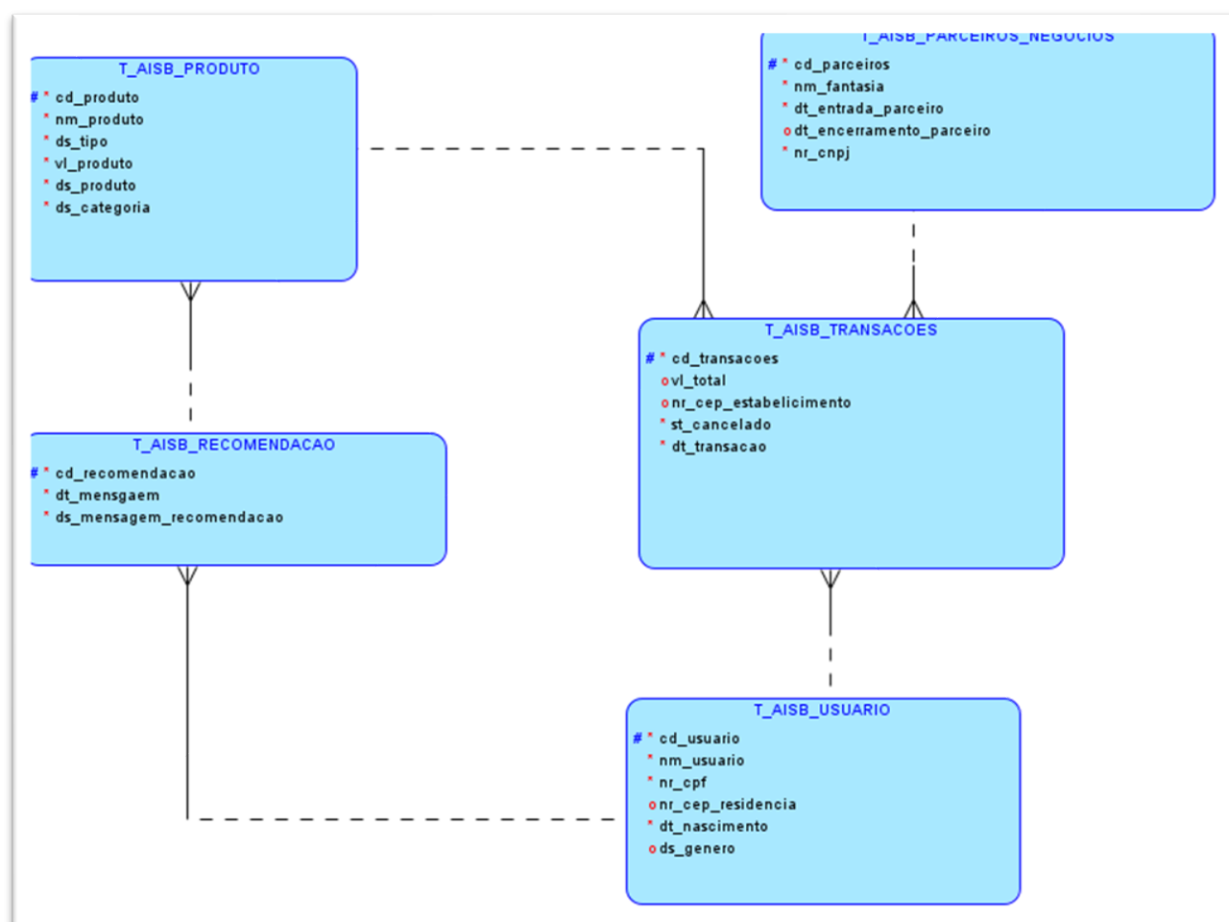 T_AISB_PRODUTO
# * cd_produto
* nm_produto
* ds_tipo
* vl_produto
* ds_produto
* ds_categoria
T_AISB_PARCEIROS_NEGOCIOS
# * cd_parceiros
* nm_fantasia
* dt_entrada_parceiro
o dt_encerramento_parceiro
* nr_cnpj
T_AISB_TRANSACOES
# * cd_transacoes
o vl_total
o nr_cep_estabelicimento
* st_cancelado
* dt_transacao
T_AISB_RECOMENDACAO
# * cd_recomendacao
* dt_mensgaem
* ds_mensagem_recomendacao
T_AISB_USUARIO
# * cd_usuario
* nm_usuario
* nr_cpf
o nr_cep_residencia
* dt_nascimento
o ds_genero